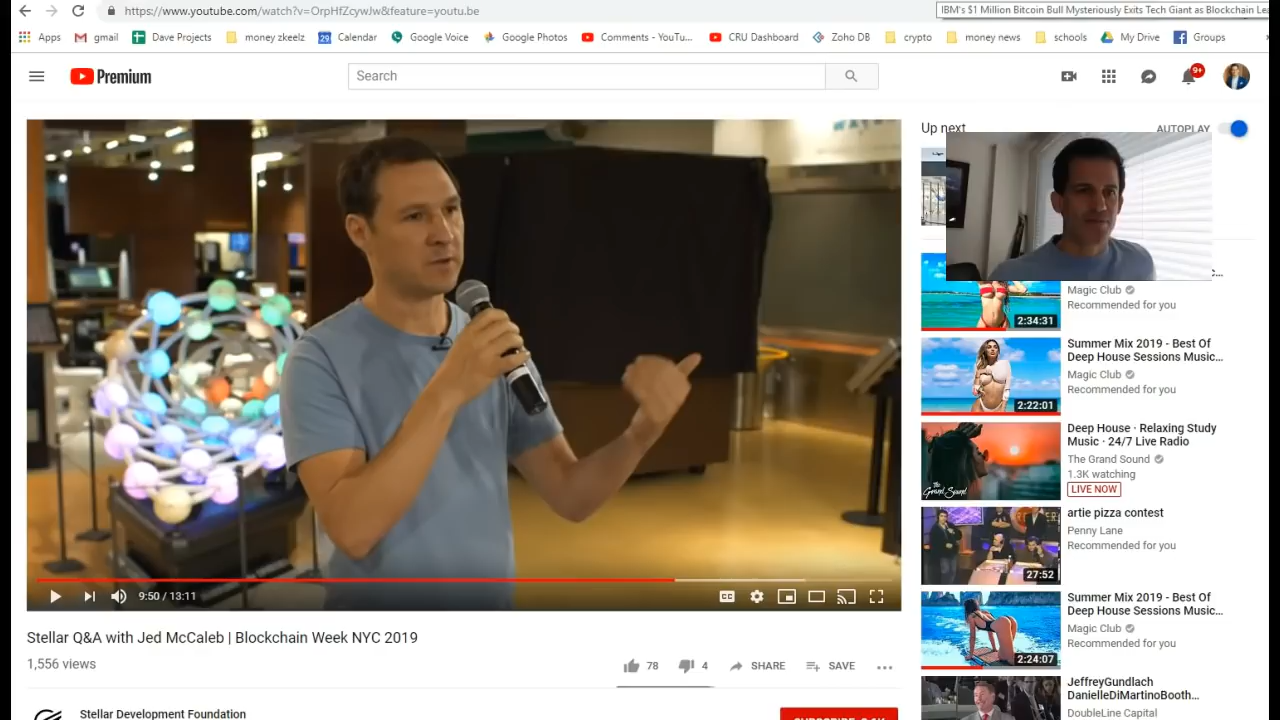 https://www.youtube.com/watch?v=OrpHfZcywJw&feature=youtu.be
IBM's $1 Million Bitcoin Bull Mysteriously Exits Tech Giant as Blockchain Lea
Apps
gmail
Dave Projects
money zkeelz
29 Calendar
Google Voice
Google Photos
Comments - YouTu...
CRU Dashboard
Zoho DB
crypto
money news
schools
My Drive
Groups
Premium
Search
9+
Up next
AUTOPLAY
Magic Club
Recommended for you
2:34:31
Summer Mix 2019 - Best Of
Deep House Sessions Music...
Magic Club
Recommended for you
2:22:01
Deep House · Relaxing Study
Music · 24/7 Live Radio
The Grand Sound
1.3K watching
LIVE NOW
The Grand Sound
artie pizza contest
Penny Lane
Recommended for you
27:52
Summer Mix 2019 - Best Of
Deep House Sessions Music...
Magic Club
Recommended for you
2:24:07
JeffreyGundlach
DanielleDiMartinoBooth...
DoubleLine Capital
9:50 / 13:11
CC
Stellar Q&A with Jed McCaleb | Blockchain Week NYC 2019
1,556 views
78
4
SHARE
SAVE
Stellar Development Foundation